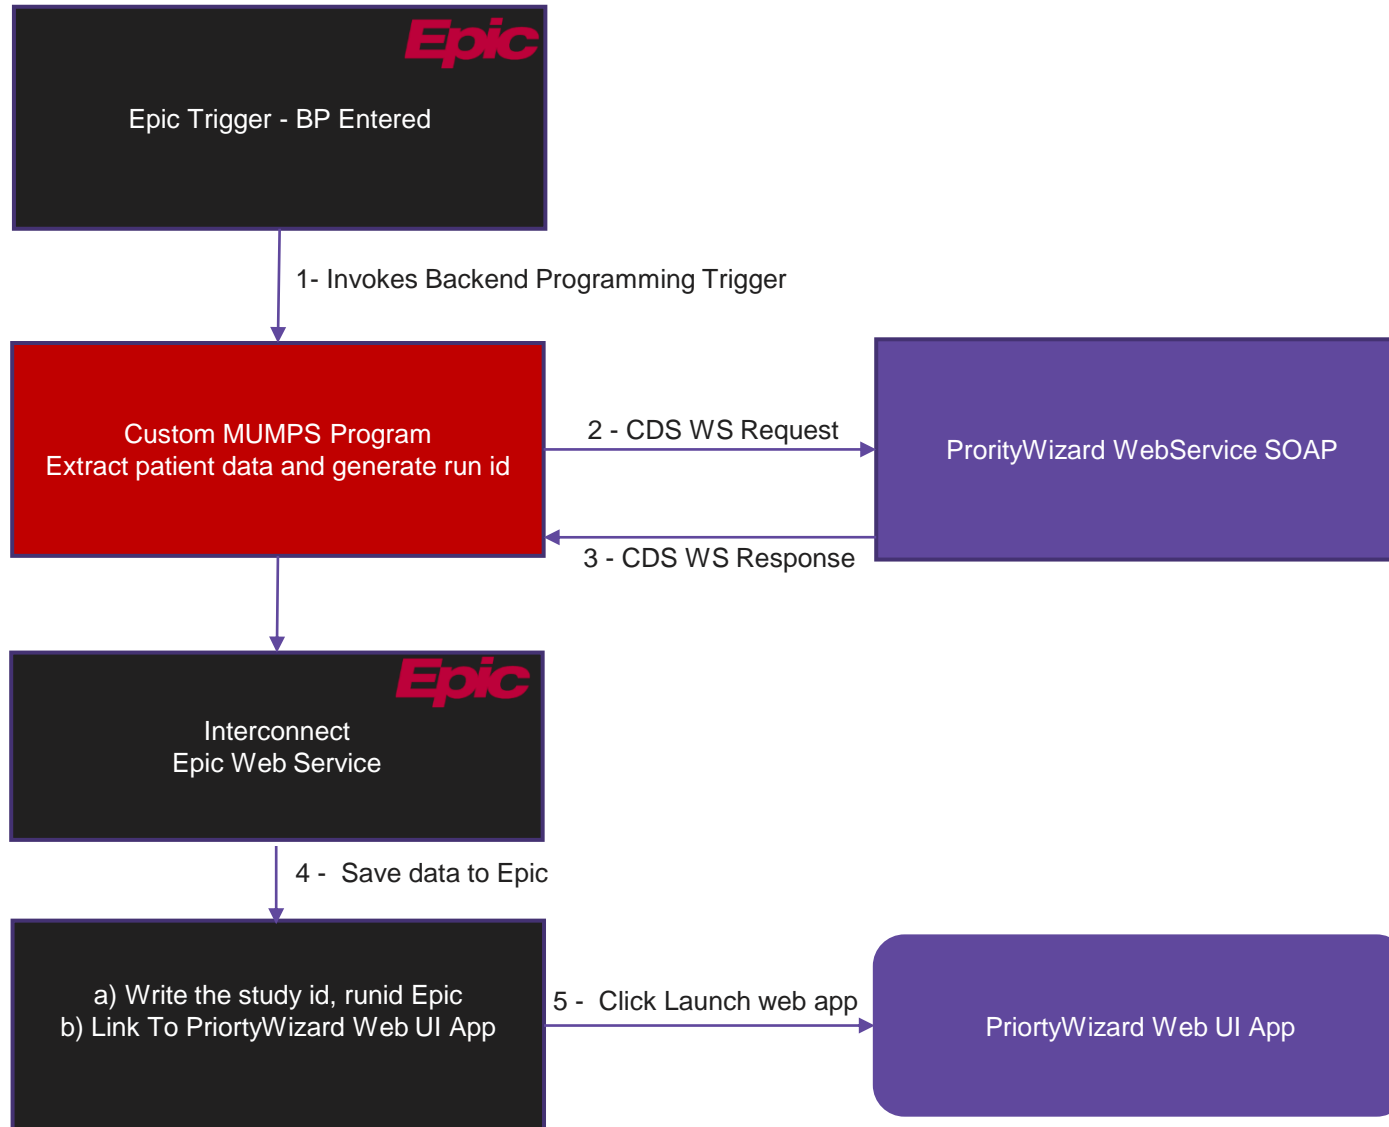 Epic
Epic Trigger - BP Entered
1- Invokes Backend Programming Trigger
Custom MUMPS Program
Extract patient data and generate run id
2 - CDS WS Request
ProrityWizard WebService SOAP
3 - CDS WS Response
Epic
Interconnect
Epic Web Service
4 - Save data to Epic
a) Write the study id, runid Epic
b) Link To PriortyWizard Web UI App
5 - Click Launch web app
PriortyWizard Web UI App